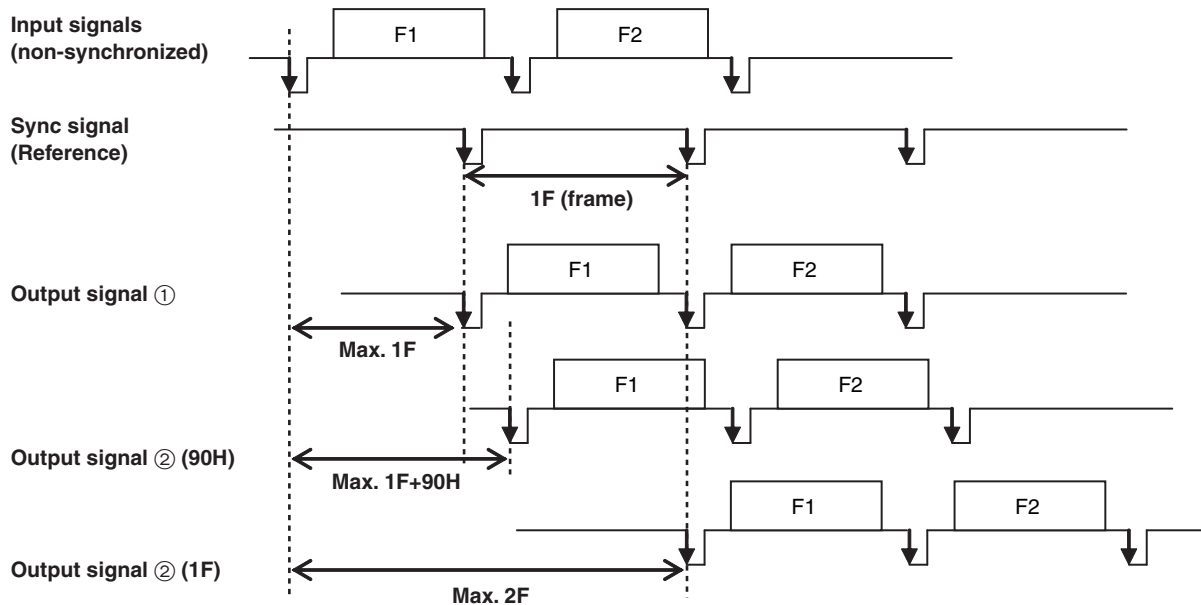 Input signals
(non-synchronized)
F1
F2
Sync signal
(Reference)
1F (frame)
F1
F2
Output signal ①
Max. 1F
F1
F2
Output signal ② (90H)
Max. 1F+90H
F1
F2
Output signal ② (1F)
Max. 2F